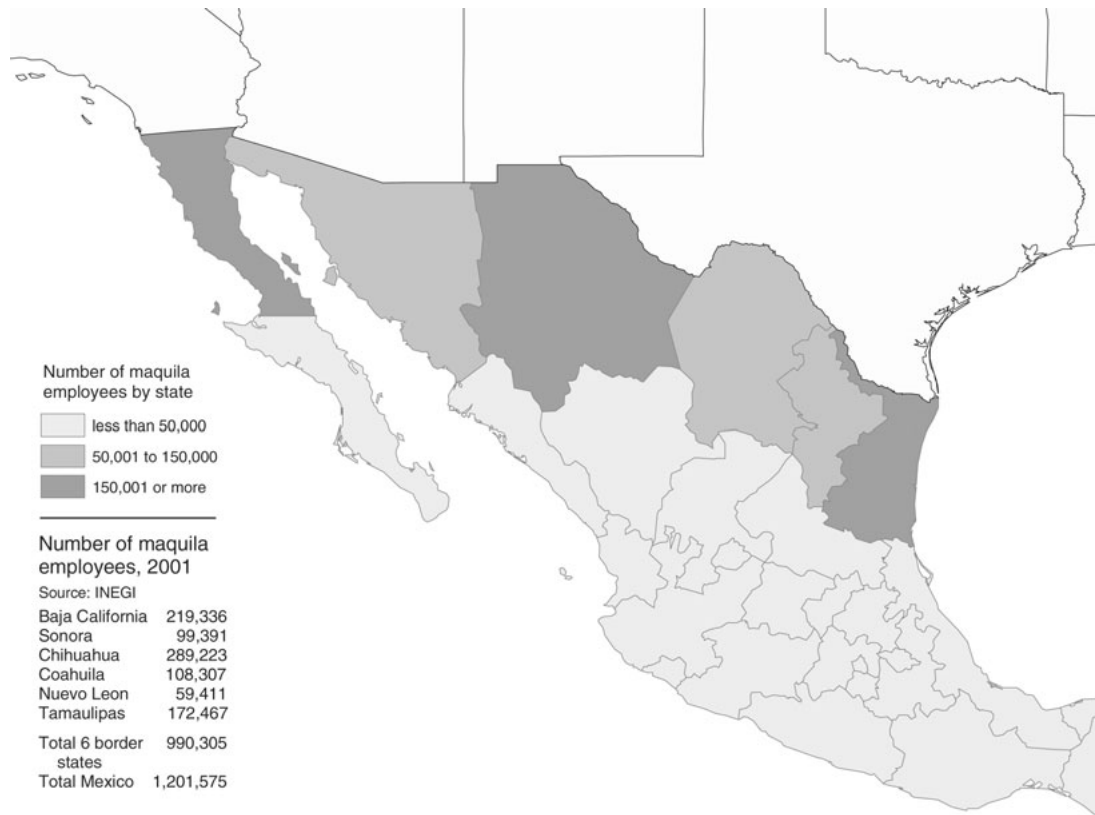 Number of maquila
employees by state
less than 50,000
50,001 to 150,000
150,001 or more
Number of maquila
employees, 2001
Source: INEGI
Baja California 219,336
Sonora 99,391
Chihuahua 289,223
Coahuila 108,307
Nuevo Leon 59,411
Tamaulipas 172,467
Total 6 border 990,305
states
Total Mexico 1,201,575